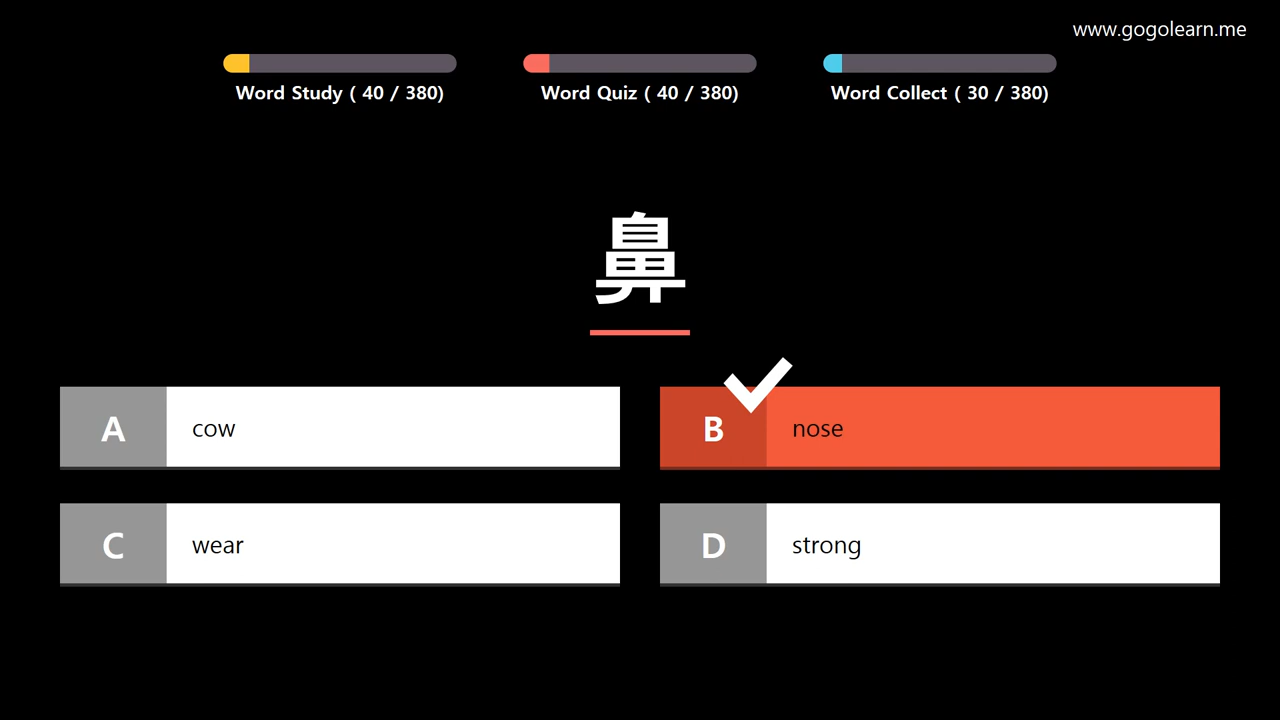 www.gogolearn.me
Word Study ( 40 / 380)
Word Quiz ( 40 / 380)
Word Collect ( 30 / 380)
鼻
A cow
B nose
C wear
D strong